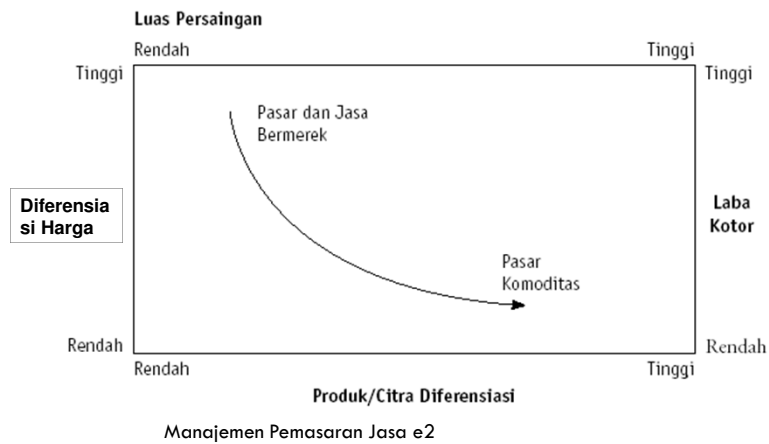 Luas Persaingan
Rendah Tinggi
Tinggi Tinggi
Pasar dan Jasa
Bermerek
Diferensia
si Harga
Laba
Kotor
Pasar
Komoditas
Rendah Rendah
Rendah Tinggi
Produk/Citra Diferensiasi
Manajemen Pemasaran Jasa e2